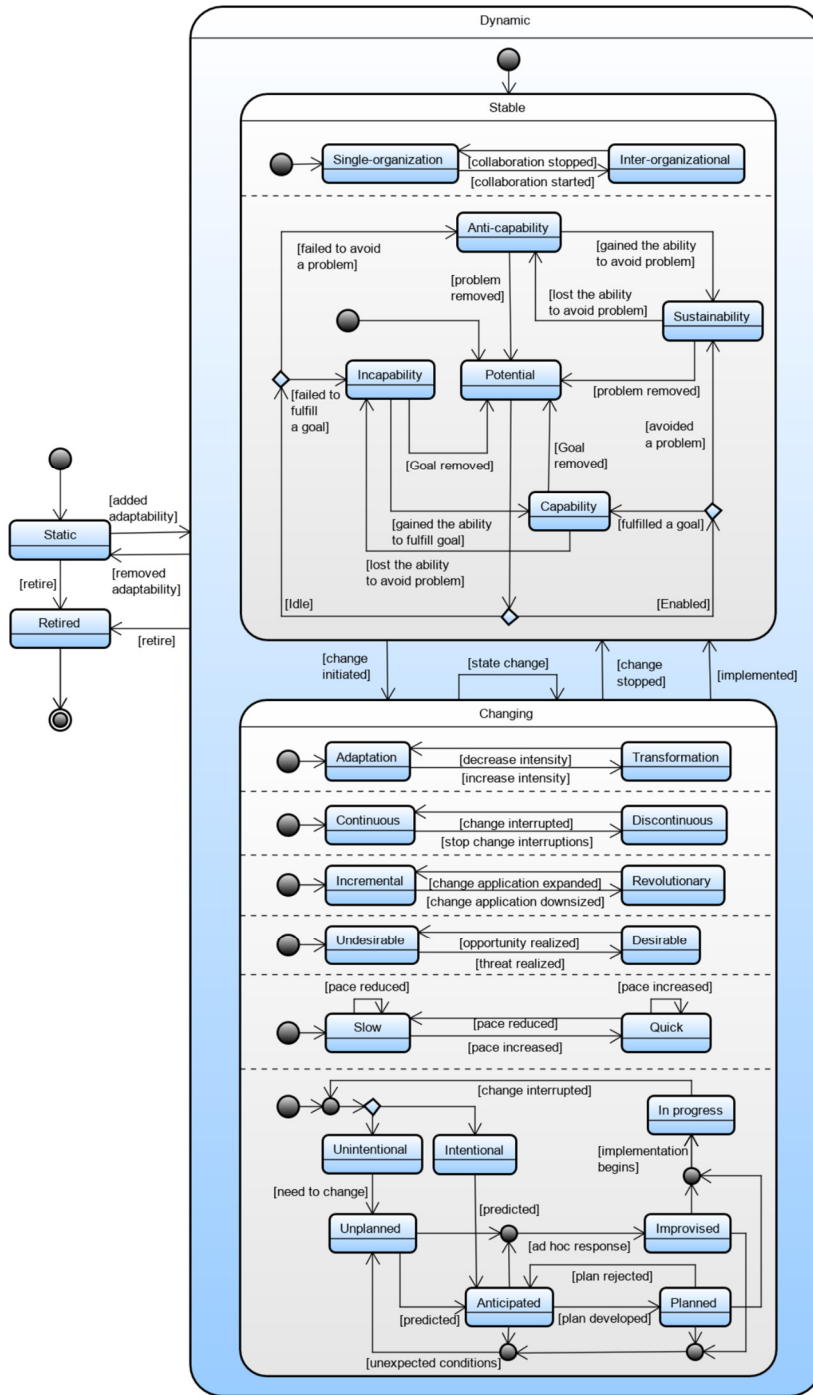 Dynamic
Stable
Single-organization
[collaboration stopped]
Inter-organizational
[collaboration started]
Anti-capability
[failed to avoid
a problem]
[gained the ability
to avoid problem]
[problem
removed]
[lost the ability
to avoid problem]
Sustainability
Incapability
Potential
[failed to
fulfill
a goal]
[problem removed]
[avoided
a problem]
[Goal removed]
[Goal
removed]
Capability
[fulfilled a goal]
[gained the ability
to fulfill goal]
[lost the ability
to avoid problem]
[Idle]
[Enabled]
[added
adaptability]
Static
[removed
adaptability]
[retire]
Retired
[retire]
[change
initiated]
[state change]
[change
stopped]
[implemented]
Changing
Adaptation
[decrease intensity]
Transformation
[increase intensity]
Continuous
[change interrupted]
Discontinuous
[stop change interruptions]
Incremental
[change application expanded]
Revolutionary
[change application downsized]
Undesirable
[opportunity realized]
Desirable
[threat realized]
[pace reduced]
[pace increased]
Slow
[pace reduced]
Quick
[pace increased]
[change interrupted]
In progress
Unintentional
Intentional
[implementation
begins]
[need to change]
[predicted]
Unplanned
[ad hoc response]
Improvised
[plan rejected]
Anticipated
Planned
[predicted]
[plan developed]
[unexpected conditions]